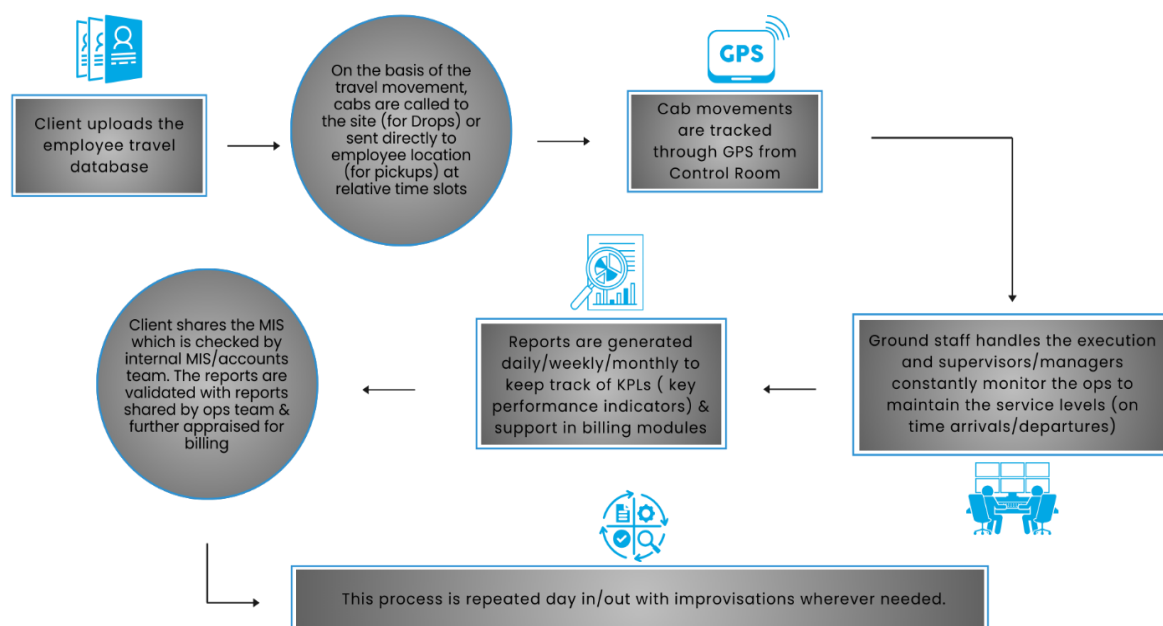 Client uploads the
employee travel
database
On the basis of the
travel movement,
cabs are called to
the site (for Drops) or
sent directly to
employee location
(for pickups) at
relative time slots
GPS
Cab movements
are tracked
through GPS from
Control Room
Ground staff handles the execution
and supervisors/managers
constantly monitor the ops to
maintain the service levels (on
time arrivals/departures)
Reports are generated
daily/weekly/monthly to
keep track of KPLs ( key
performance indicators) &
support in billing modules
Client shares the MIS
which is checked by
internal MIS/accounts
team. The reports are
validated with reports
shared by ops team &
further appraised for
billing
This process is repeated day in/out with improvisations wherever needed.